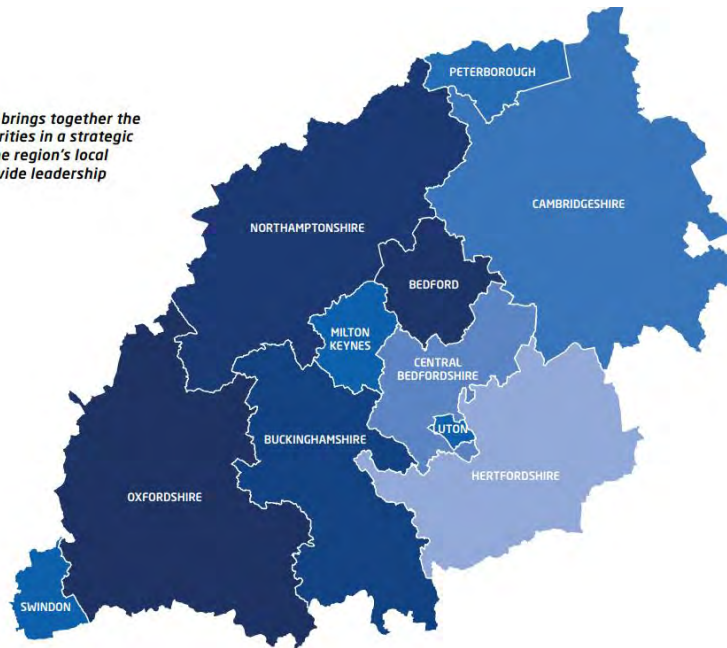 brings together the
rities in a strategic
e region's local
vide leadership
PETERBOROUGH
CAMBRIDGESHIRE
NORTHAMPTONSHIRE
BEDFORD
MILTON
KEYNES
CENTRAL
BEDFORDSHIRE
LUTON
BUCKINGHAMSHIRE
HERTFORDSHIRE
OXFORDSHIRE
SWINDON